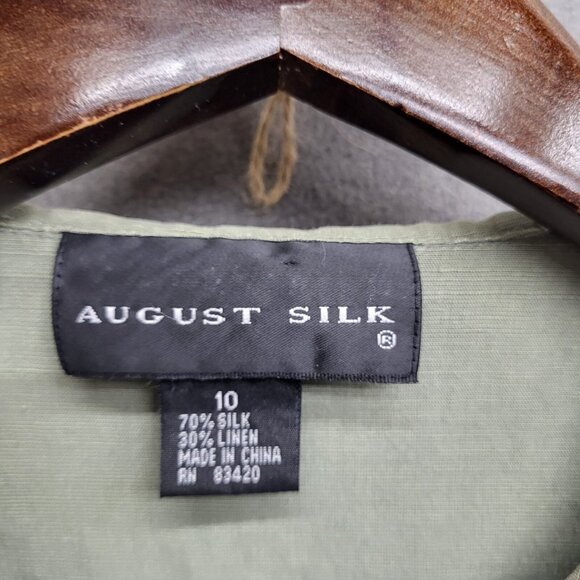 AUGUST SILK
®
10
70% SILK
30% LINEN
MADE IN CHINA
RN 83420